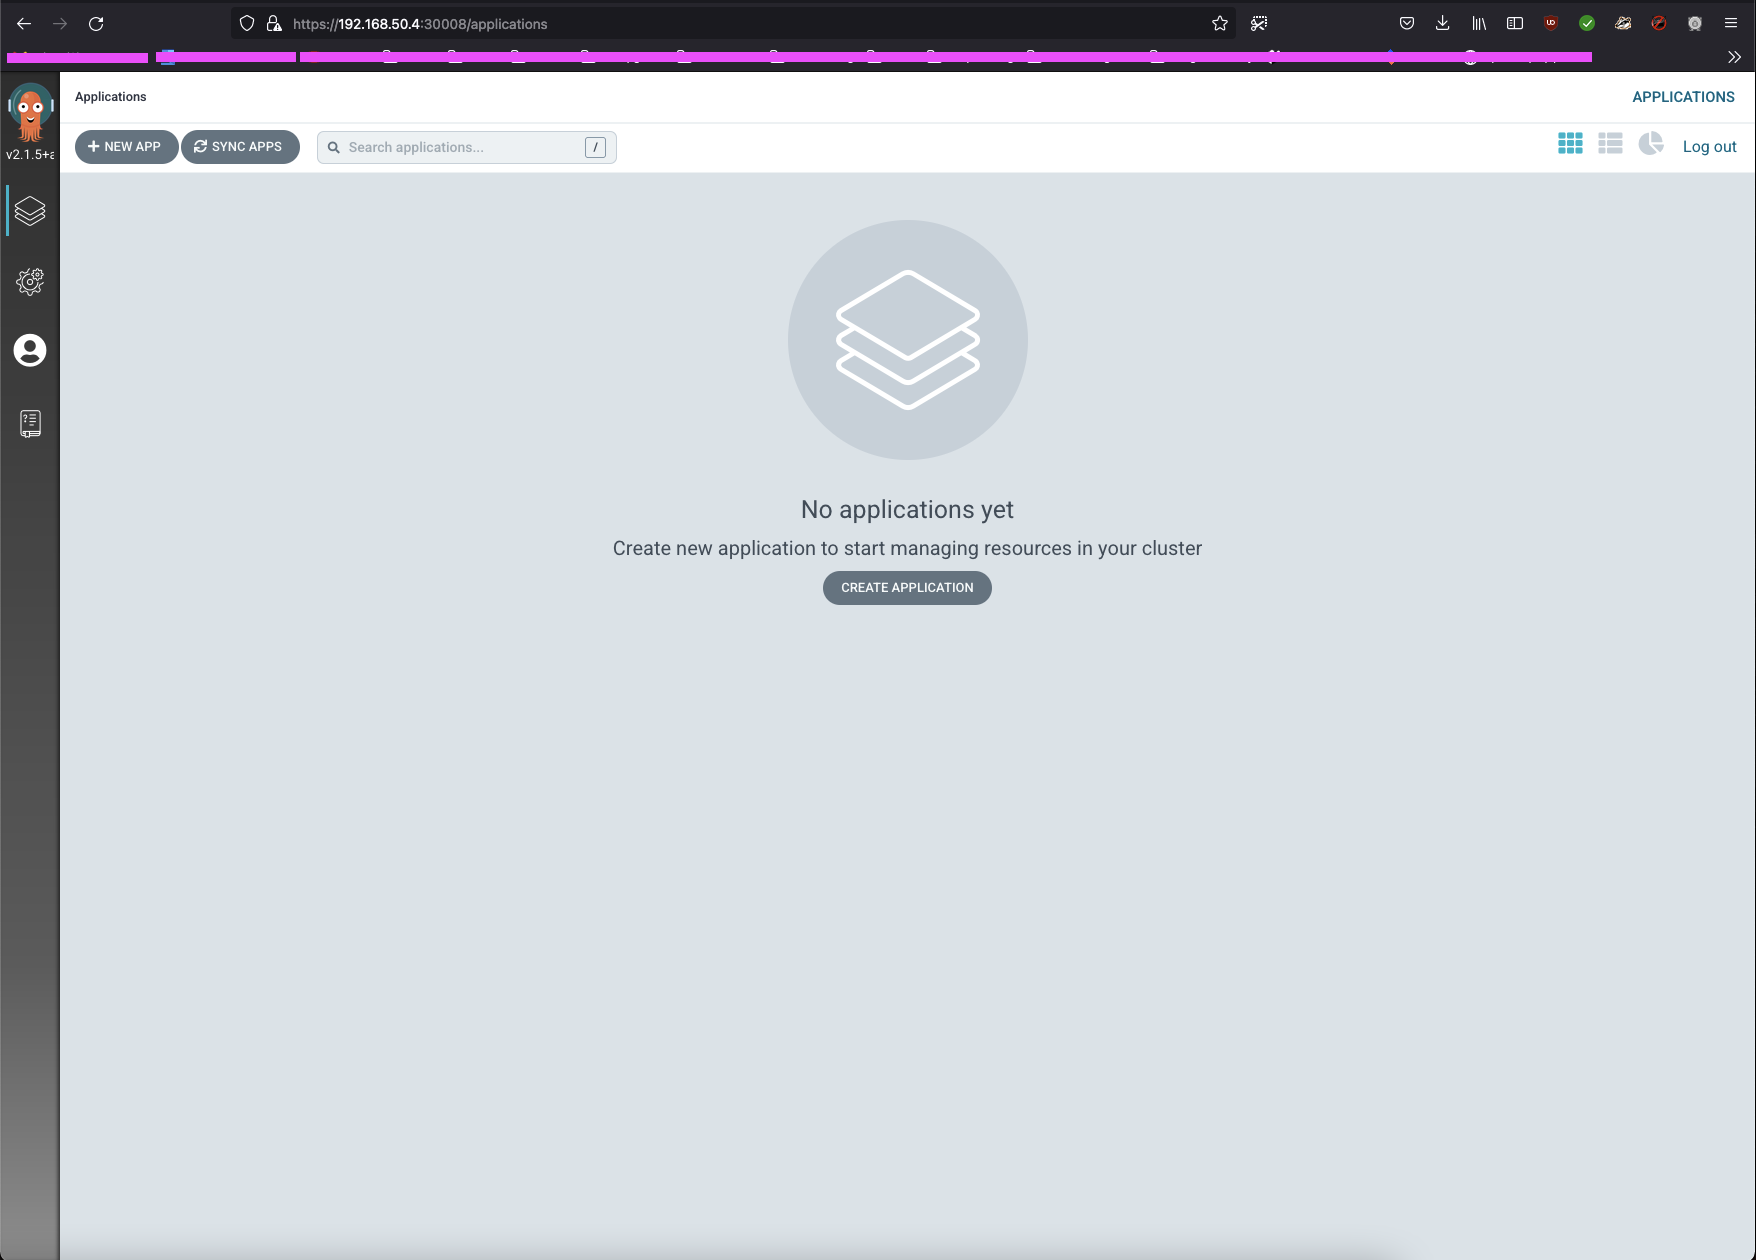 https://192.168.50.4:30008/applications
Applications
APPLICATIONS
v2.1.5+a
NEW APP
SYNC APPS
Search applications...
/
Log out
No applications yet
Create new application to start managing resources in your cluster
CREATE APPLICATION